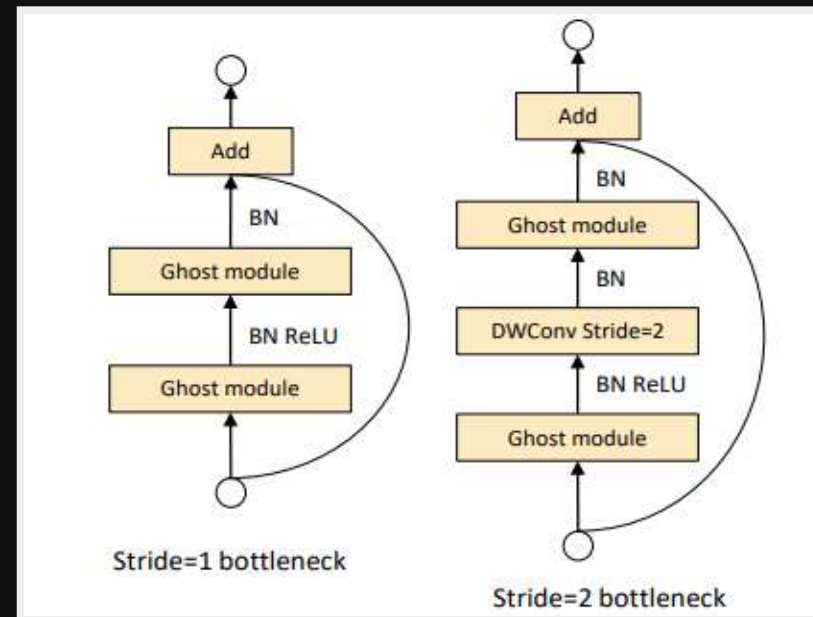 Add
BN
Ghost module
BN ReLU
Ghost module
Stride=1 bottleneck
Add
BN
Ghost module
BN
DWConv Stride=2
BN ReLU
Ghost module
Stride=2 bottleneck